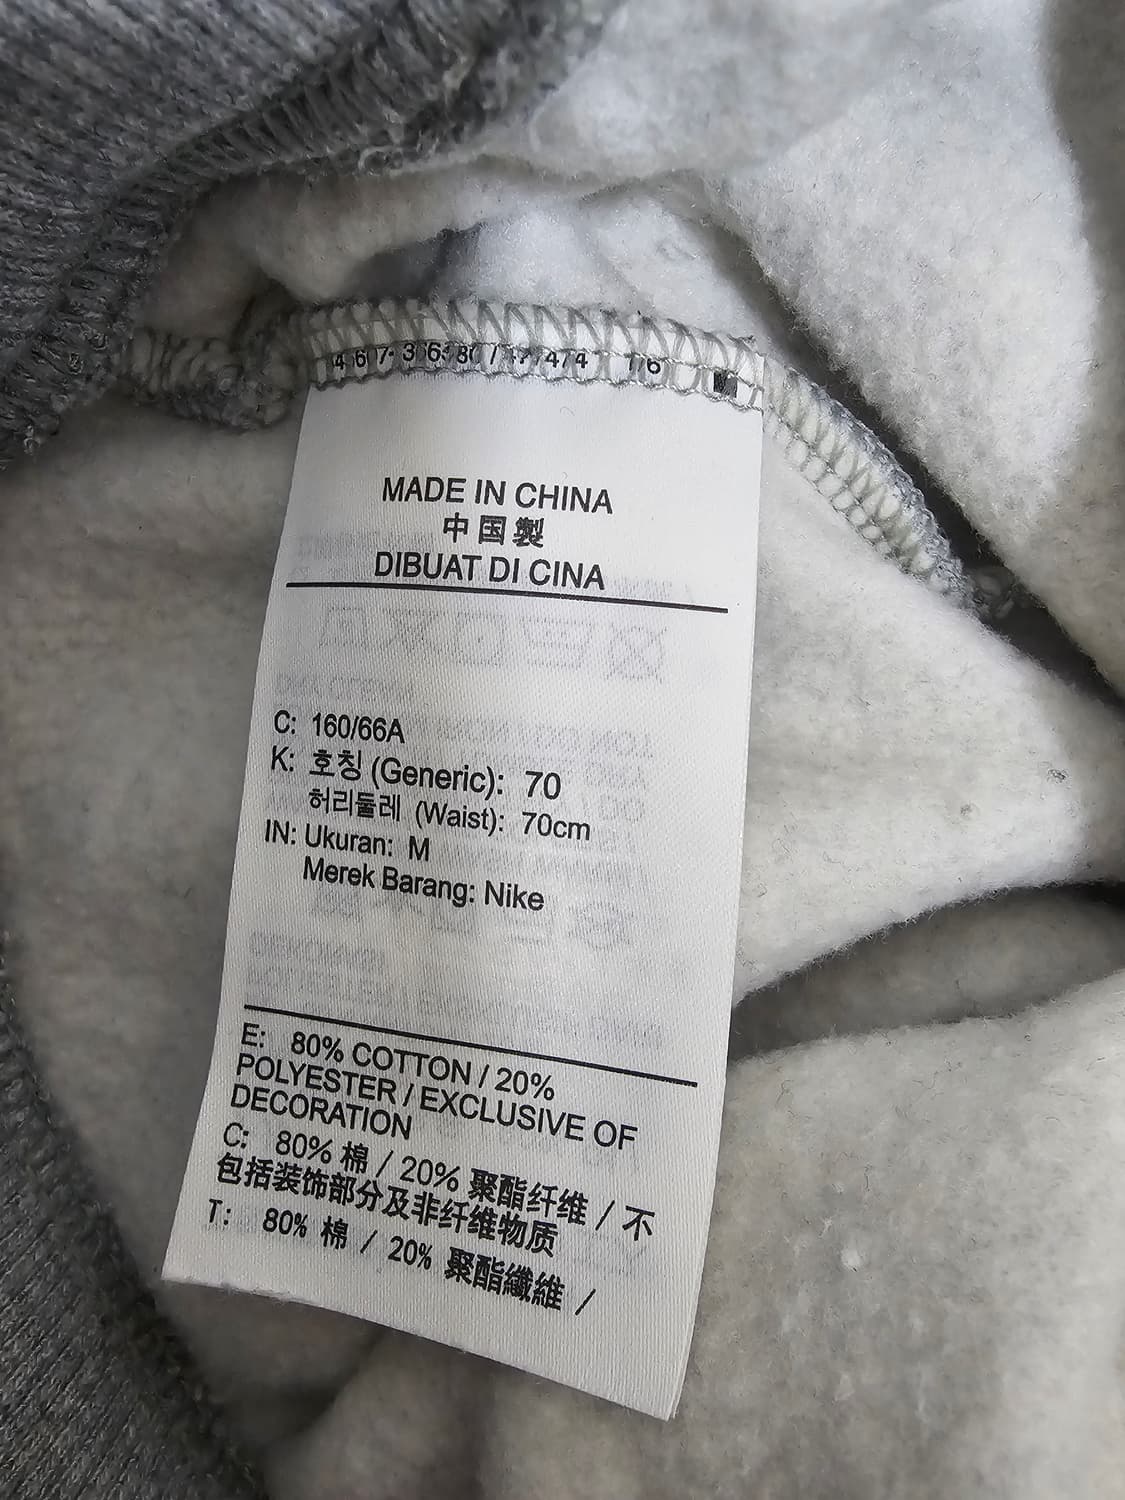 MADE IN CHINA
中国製
DIBUAT DI CINA
C: 160/66A
K: 호칭 (Generic): 70
허리둘레 (Waist): 70cm
IN: Ukuran: M
Merek Barang: Nike
E: 80% COTTON / 20%
POLYESTER / EXCLUSIVE OF
DECORATION
C: 80% 棉 / 20% 聚酯纤维 / 不
包括装饰部分及非纤维物质
T: 80% 棉 / 20% 聚酯纖維 /